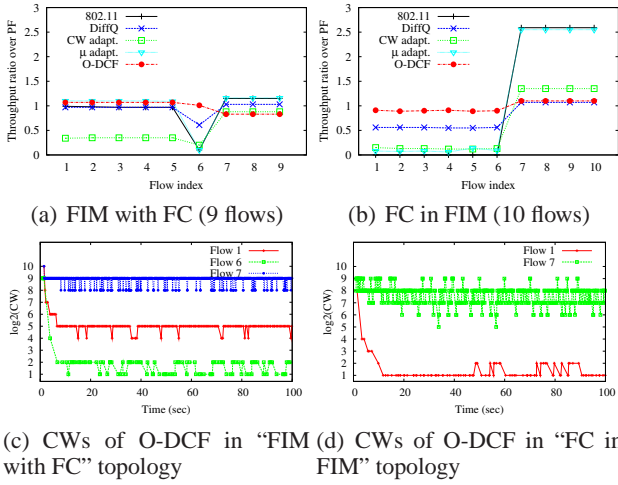 802.11
DiffQ
CW adapt.
μ adapt.
O-DCF
Throughput ratio over PF
3
2.5
2
1.5
1
0.5
0
1 2 3 4 5 6 7 8 9
Flow index
(a) FIM with FC (9 flows)
802.11
DiffQ
CW adapt.
μ adapt.
O-DCF
Throughput ratio over PF
3
2.5
2
1.5
1
0.5
0
1 2 3 4 5 6 7 8 9 10
Flow index
(b) FC in FIM (10 flows)
Flow 1
Flow 6
Flow 7
log2(CW)
10
9
8
7
6
5
4
3
2
1
0 20 40 60 80 100
Time (sec)
(c) CWs of O-DCF in “FIM
with FC” topology
Flow 1
Flow 7
log2(CW)
10
9
8
7
6
5
4
3
2
1
0 20 40 60 80 100
Time (sec)
(d) CWs of O-DCF in “FC in
FIM” topology